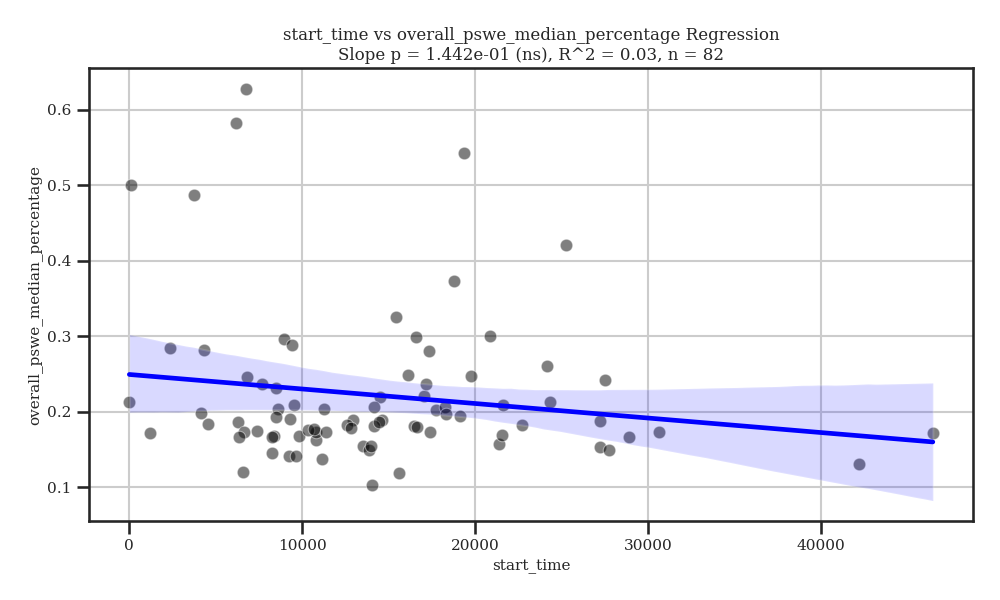 start_time vs overall_pswe_median_percentage Regression
Slope p = 1.442e-01 (ns), R^2 = 0.03, n = 82
overall_pswe_median_percentage
0.6
0.5
0.4
0.3
0.2
0.1
0
10000
20000
30000
40000
start_time